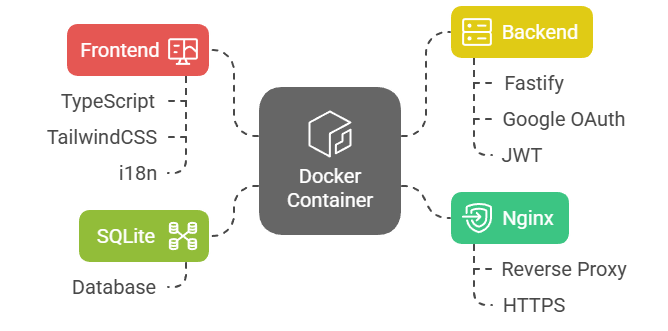 Frontend
TypeScript
TailwindCSS
i18n
SQLite
Database
Docker
Container
Backend
Fastify
Google OAuth
JWT
Nginx
Reverse Proxy
HTTPS